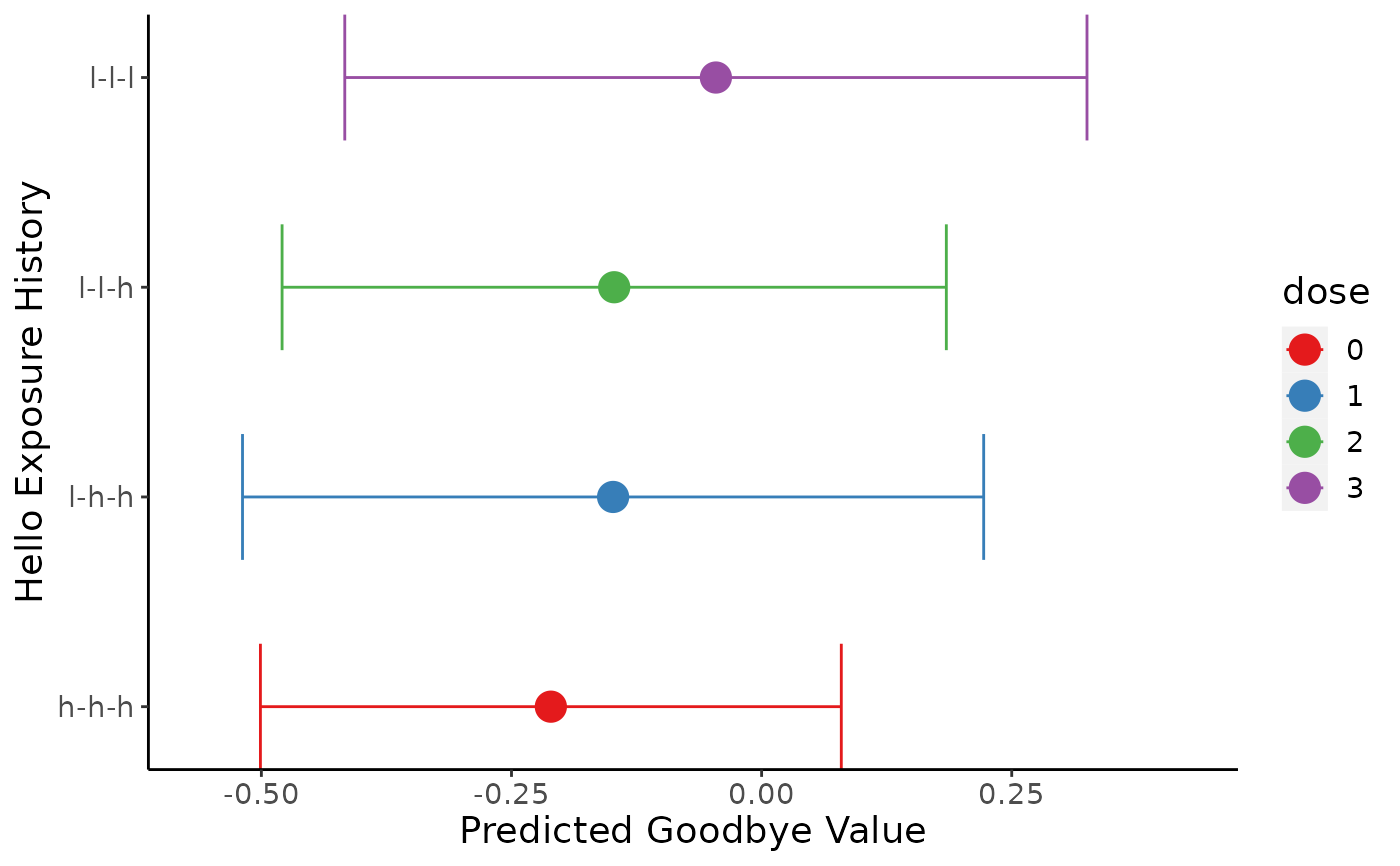 Hello Exposure History
l-l-l
l-l-h
l-h-h
h-h-h
-0.50 -0.25 0.00 0.25
Predicted Goodbye Value
dose
0
1
2
3